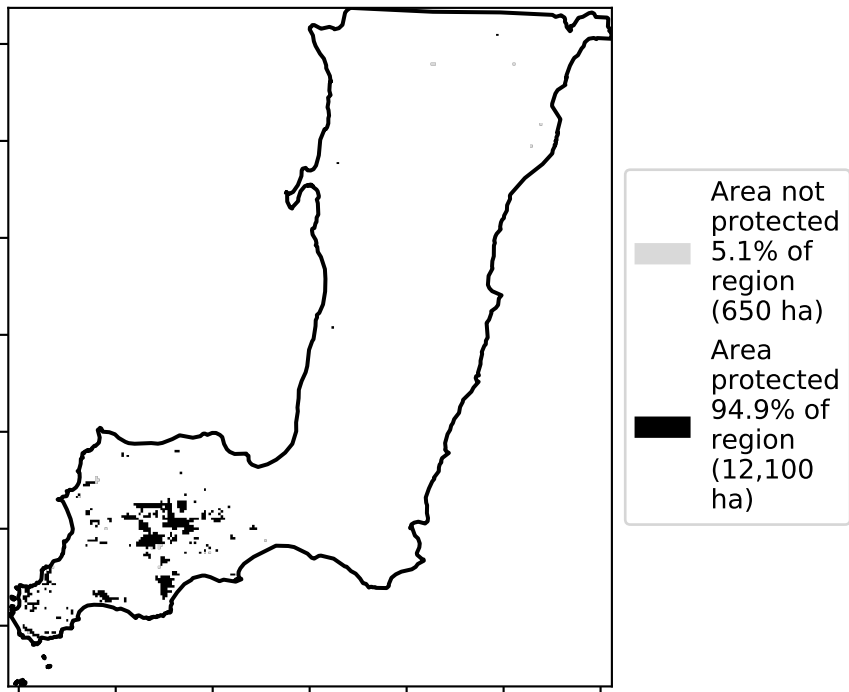 Area not
protected
5.1% of
region
(650 ha)
Area
protected
94.9% of
region
(12,100
ha)